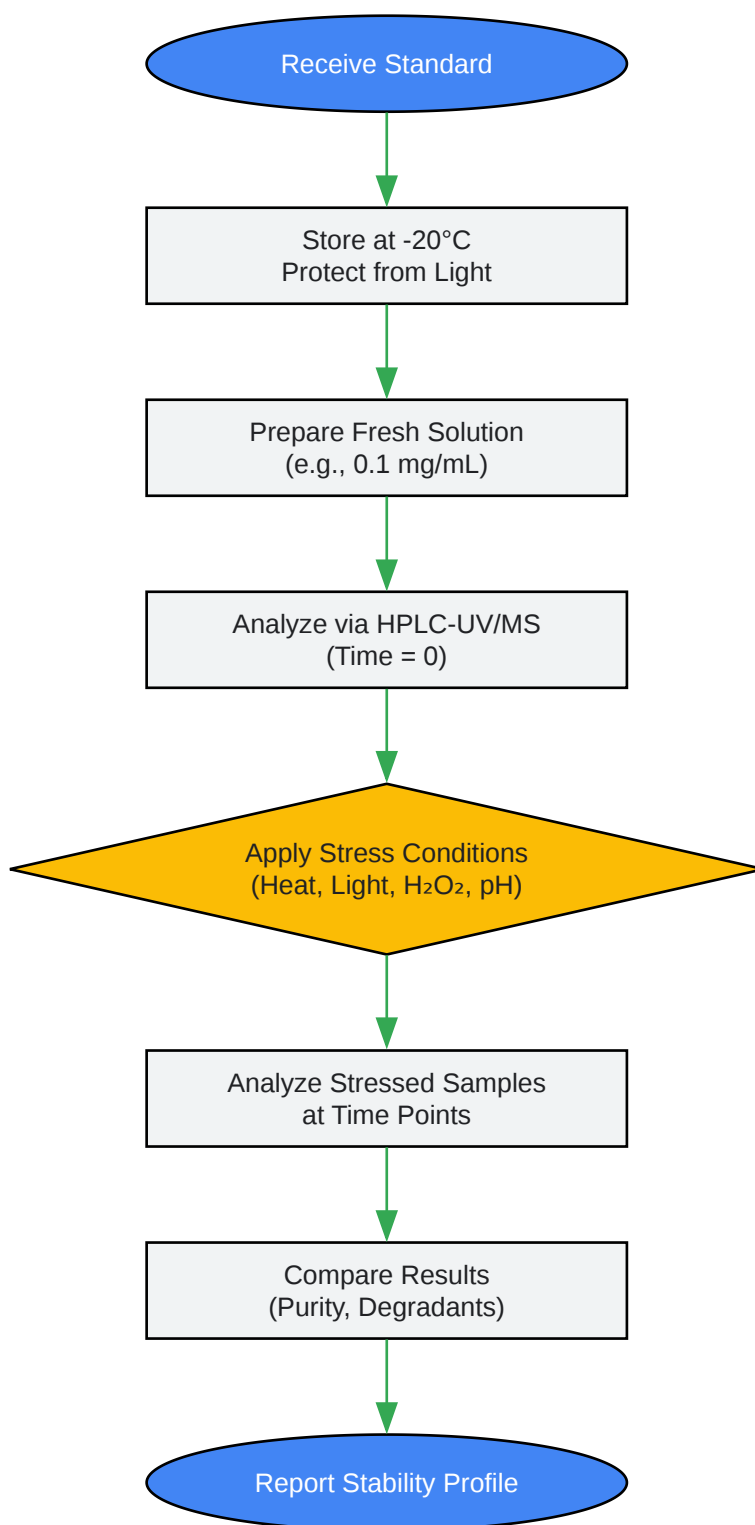 Receive Standard
Store at -20°C
Protect from Light
Prepare Fresh Solution
(e.g., 0.1 mg/mL)
Analyze via HPLC-UV/MS
(Time = 0)
Apply Stress Conditions
(Heat, Light, H₂O₂, pH)
Analyze Stressed Samples
at Time Points
Compare Results
(Purity, Degradants)
Report Stability Profile